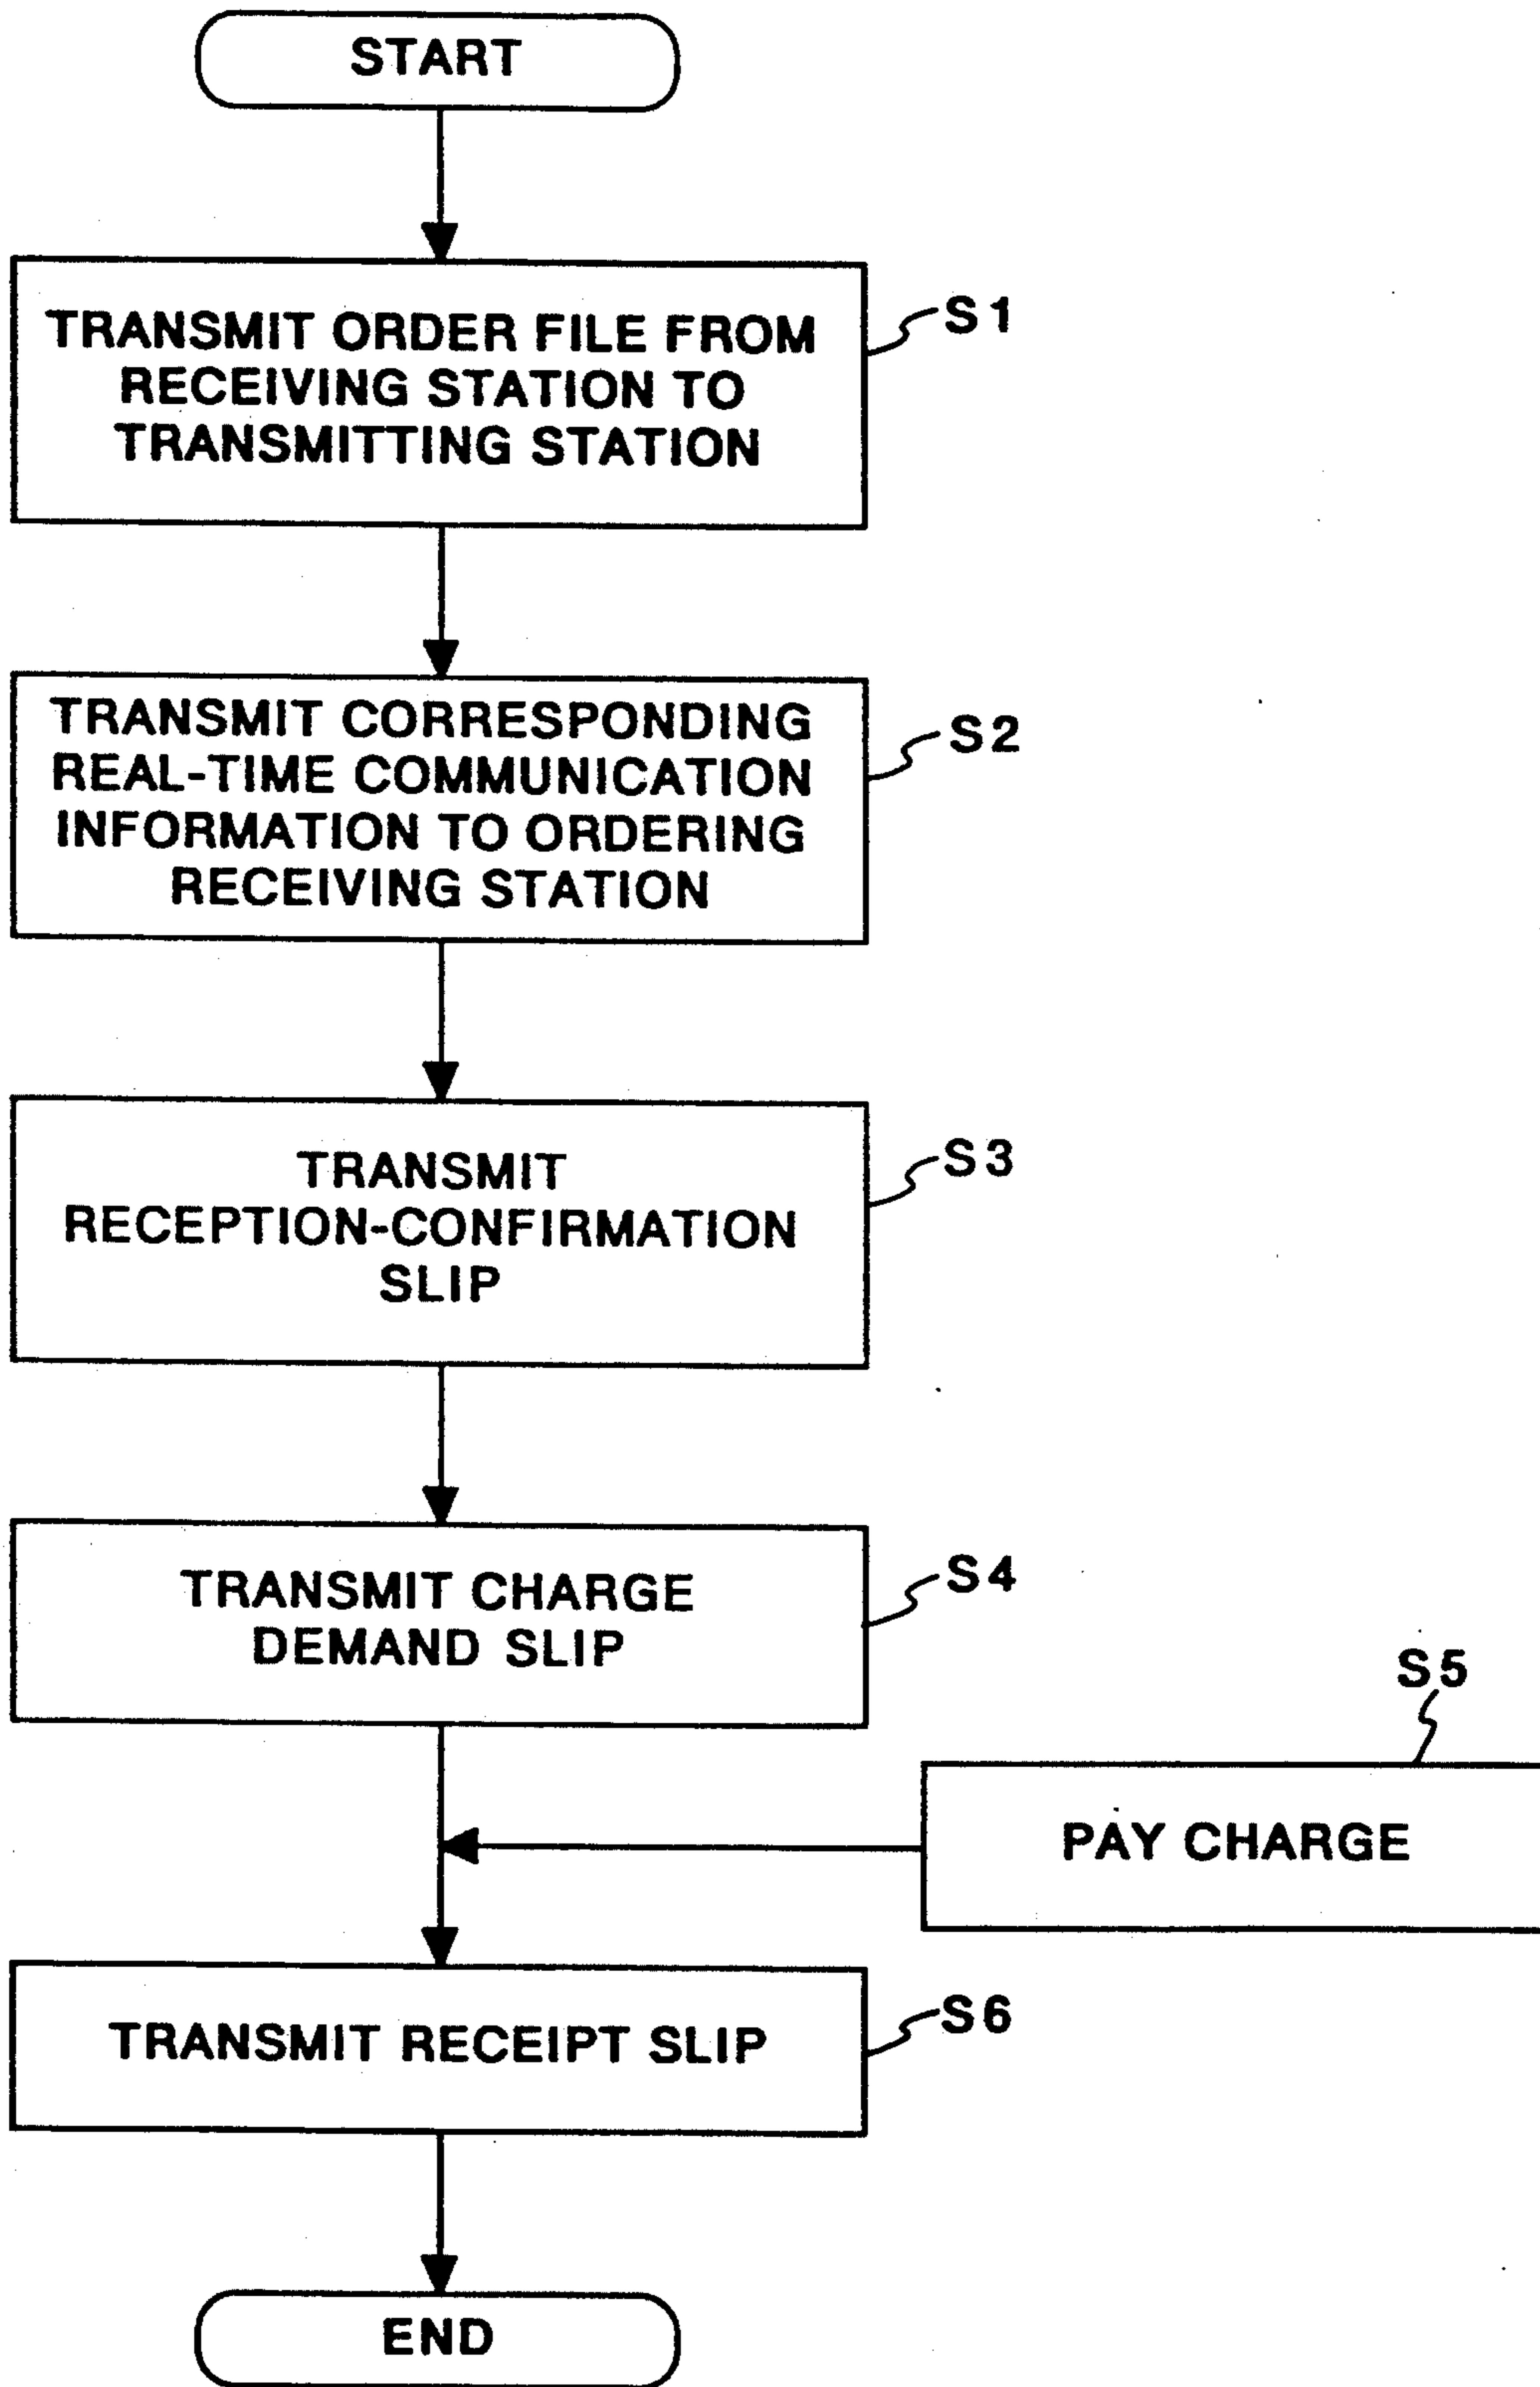 START
TRANSMIT ORDER FILE FROM
RECEIVING STATION TO
TRANSMITTING STATION
S1
TRANSMIT CORRESPONDING
REAL-TIME COMMUNICATION
INFORMATION TO ORDERING
RECEIVING STATION
S2
TRANSMIT
RECEPTION-CONFIRMATION
SLIP
S3
TRANSMIT CHARGE
DEMAND SLIP
S4
S5
PAY CHARGE
TRANSMIT RECEIPT SLIP
S6
END